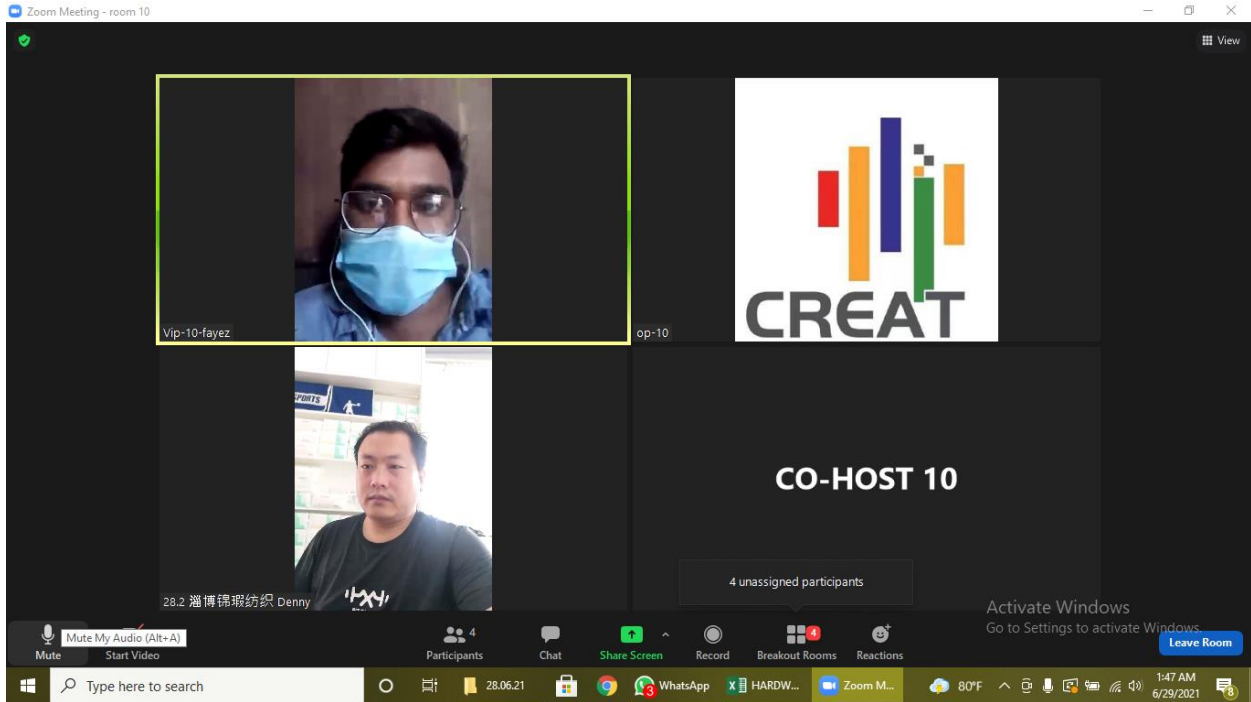 Zoom Meeting - room 10
View
CREAT
Vip-10-fayez
op-10
SPORTS
28.2 淄博锦瑕纺织 Denny
CO-HOST 10
4 unassigned participants
Activate Windows
Go to Settings to activate Windows.
Mute My Audio (Alt+A)
4
4
Mute
Start Video
Participants
Chat
Share Screen
Record
Breakout Rooms
Reactions
Leave Room
Type here to search
28.06.21
3
WhatsApp
HARDW...
Zoom M...
80°F
1:47 AM
6/29/2021
8